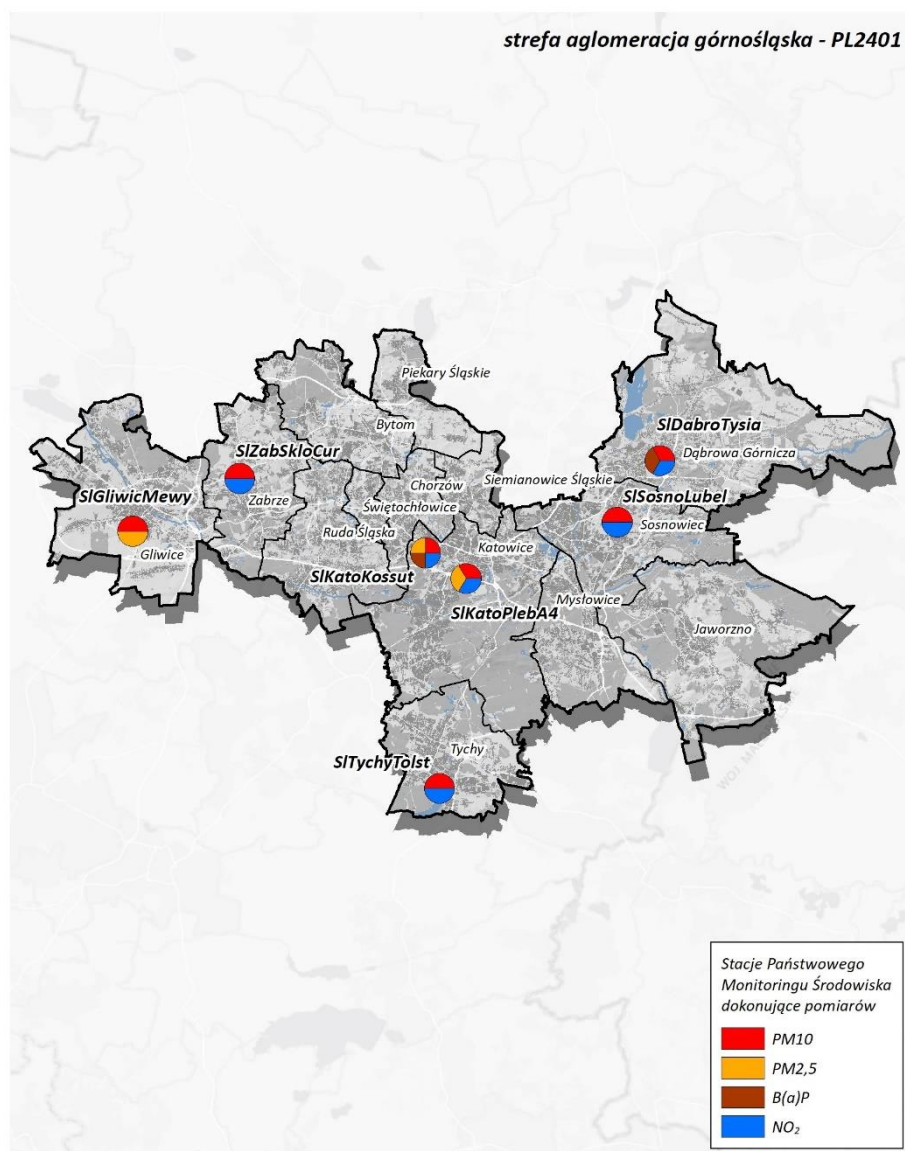 strefa aglomeracja górnośląska - PL2401
Piekary Śląskie
Bytom
SlDabroTysia
SlZabSkloCur
Dąbrowa Górnicza
Chorzów
Siemianowice Śląskie
SlGliwicMewy
Zabrze
Świętochłowice
SlSosnoLubel
Sosnowiec
Ruda Śląska
Katowice
Gliwice
SlKatoKossut
SlKatoPlebA4
Mysłowice
Jaworzno
Tychy
SlTychyTolst
Stacje Państwowego
Monitoringu Środowiska
dokonujące pomiarów
PM10
PM2,5
B(a)P
NO₂